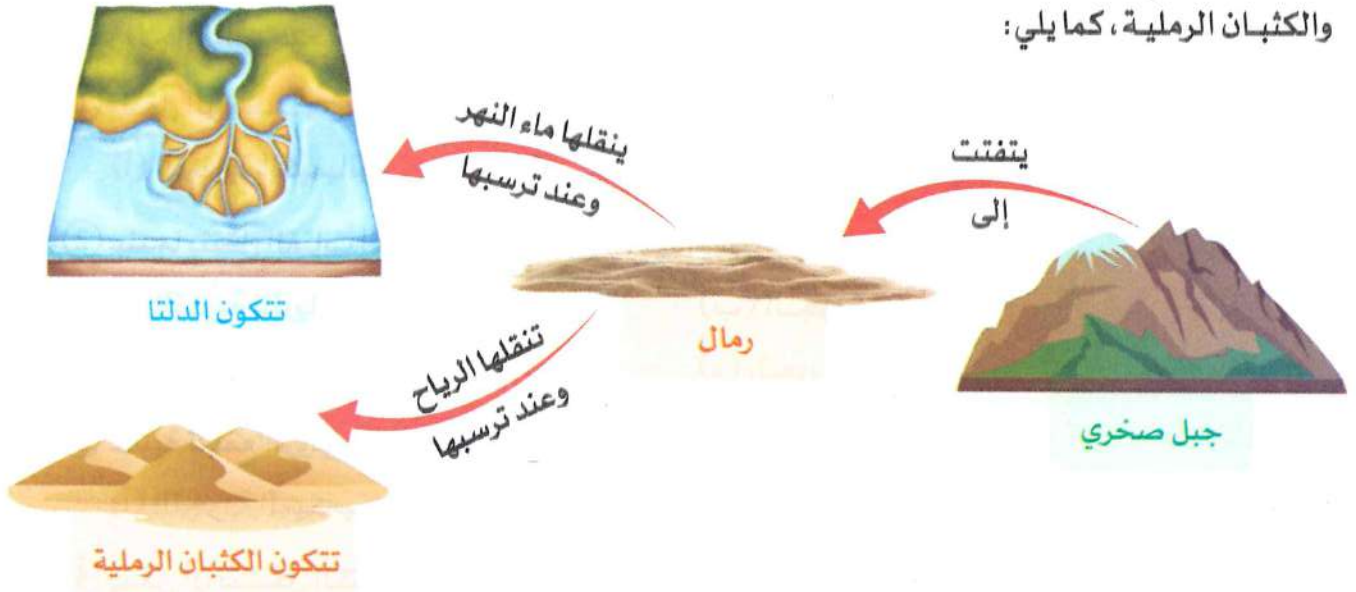 والكثبان الرملية، كما يلي:
جبل صخري
يتفتت
إلى
رمال
ينقلها ماء النهر
وعند ترسبها
تتكون الدلتا
تنقلها الرياح
وعند ترسبها
تتكون الكثبان الرملية